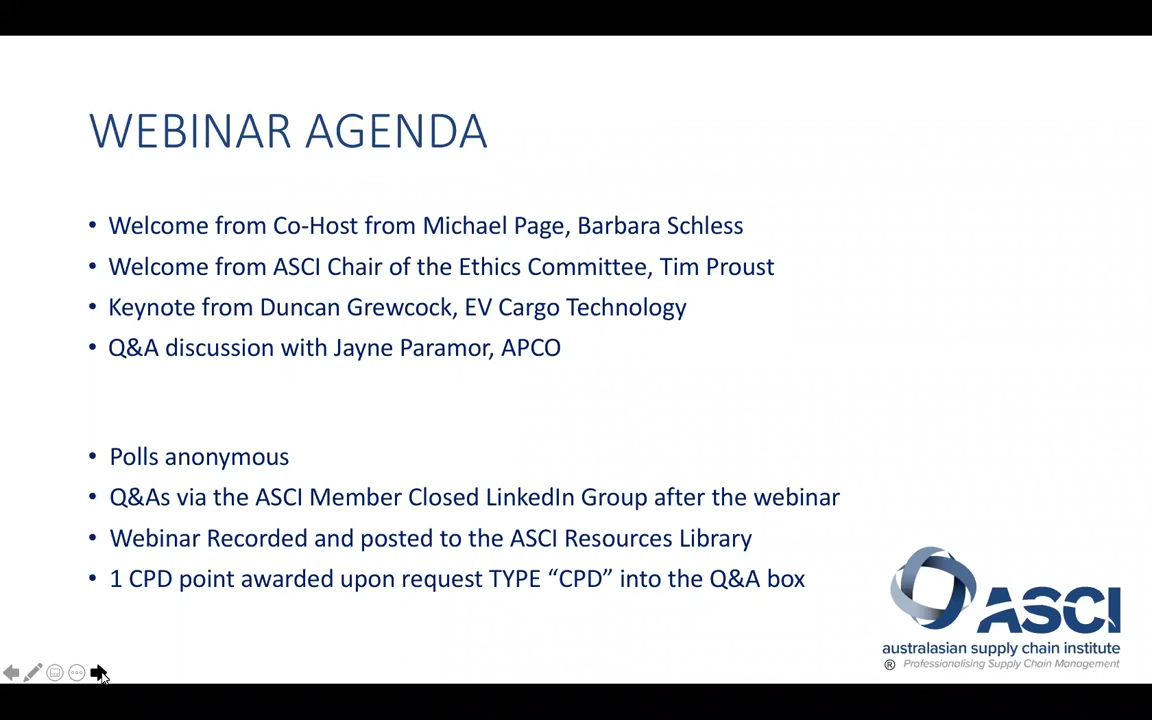 WEBINAR AGENDA
• Welcome from Co-Host from Michael Page, Barbara Schless
• Welcome from ASCI Chair of the Ethics Committee, Tim Proust
• Keynote from Duncan Grewcock, EV Cargo Technology
• Q&A discussion with Jayne Paramor, APCO
• Polls anonymous
• Q&As via the ASCI Member Closed LinkedIn Group after the webinar
• Webinar Recorded and posted to the ASCI Resources Library
• 1 CPD point awarded upon request TYPE “CPD” into the Q&A box
ASCI
australasian supply chain institute
® Professionalising Supply Chain Management